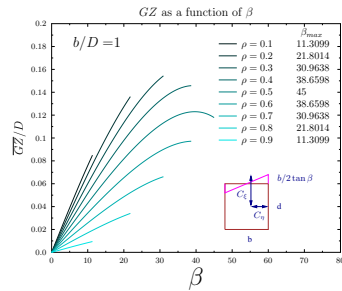 GZ as a function of β
b/D =1
β_max
ρ = 0.1 11.3099
ρ = 0.2 21.8014
ρ = 0.3 30.9638
ρ = 0.4 38.6598
ρ = 0.5 45
ρ = 0.6 38.6598
ρ = 0.7 30.9638
ρ = 0.8 21.8014
ρ = 0.9 11.3099
0.2
0.18
0.16
0.14
0.12
0.1
0.08
0.06
0.04
0.02
0.0
GZ/D
b/2 tan β
C_ξ
C_η
d
b
0 10 20 30 40 50 60 70 80
β